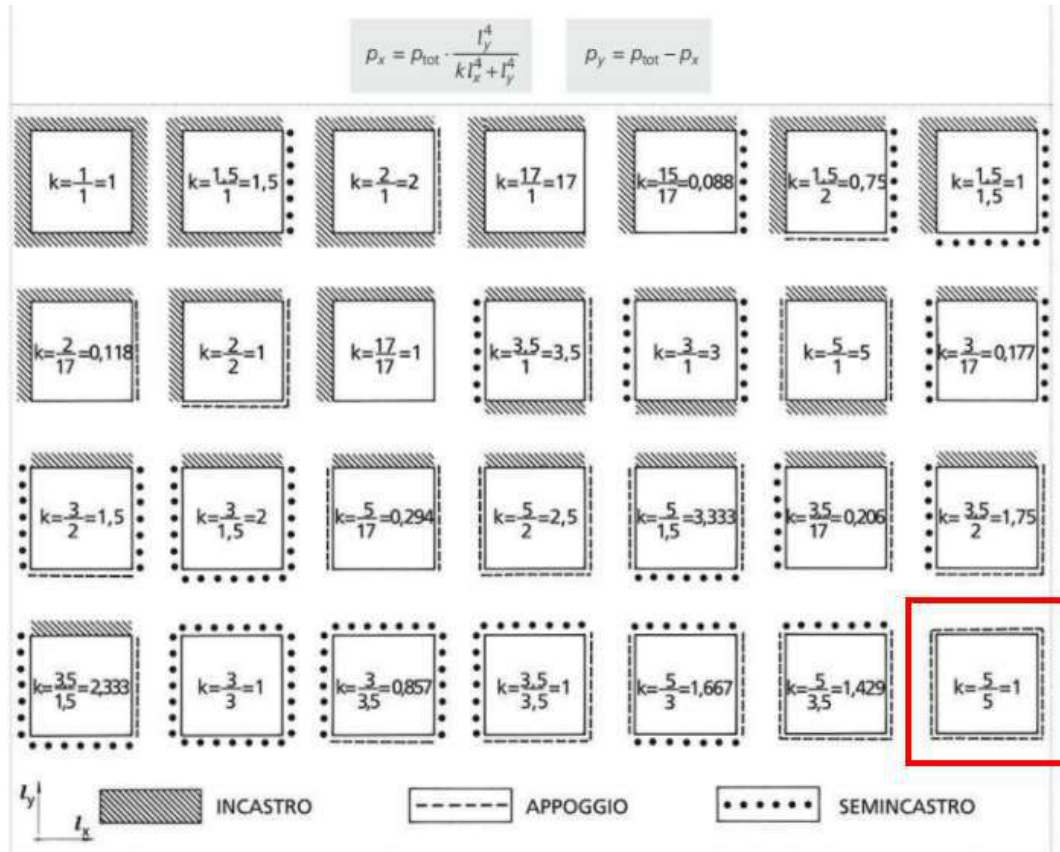 p_x = p_tot · l_y^4 / (k l_x^4 + l_y^4)   p_y = p_tot − p_x
k=1/1=1   k=1,5/1=1,5   k=2/1=2   k=17/1=17   k=15/17=0,088   k=1,5/2=0,75   k=1,5/1,5=1
k=2/17=0,118   k=2/2=1   k=17/17=1   k=3,5/1=3,5   k=3/1=3   k=5/1=5   k=3/17=0,177
k=3/2=1,5   k=3/1,5=2   k=5/17=0,294   k=5/2=2,5   k=5/1,5=3,333   k=3,5/17=0,206   k=3,5/2=1,75
k=3,5/1,5=2,333   k=3/3=1   k=3/3,5=0,857   k=3,5/3,5=1   k=5/3=1,667   k=5/3,5=1,429   k=5/5=1
l_y
l_x
INCASTRO   APPOGGIO   SEMINCASTRO